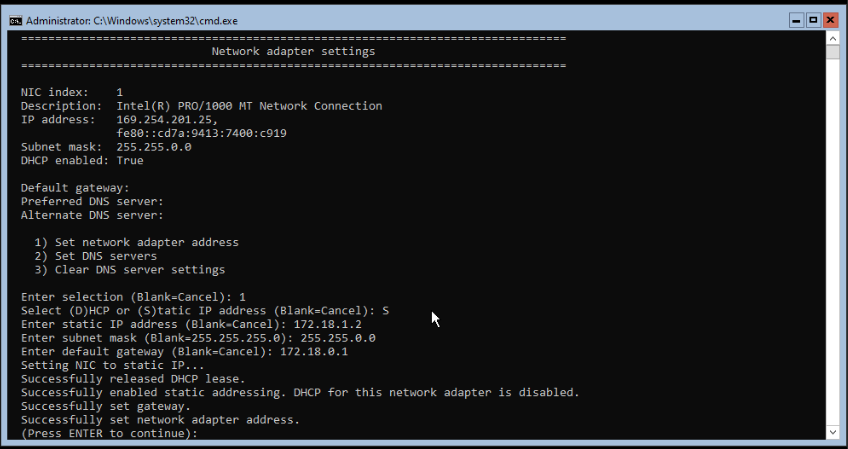 Administrator: C:\Windows\system32\cmd.exe
================================================================================
Network adapter settings
================================================================================
NIC index: 1
Description: Intel(R) PRO/1000 MT Network Connection
IP address: 169.254.201.25,
fe80::cd7a:9413:7400:c919
Subnet mask: 255.255.0.0
DHCP enabled: True
Default gateway:
Preferred DNS server:
Alternate DNS server:
1) Set network adapter address
2) Set DNS servers
3) Clear DNS server settings
Enter selection (Blank=Cancel): 1
Select (D)HCP or (S)tatic IP address (Blank=Cancel): S
Enter static IP address (Blank=Cancel): 172.18.1.2
Enter subnet mask (Blank=255.255.255.0): 255.255.0.0
Enter default gateway (Blank=Cancel): 172.18.0.1
Setting NIC to static IP...
Successfully released DHCP lease.
Successfully enabled static addressing. DHCP for this network adapter is disabled.
Successfully set gateway.
Successfully set network adapter address.
(Press ENTER to continue):